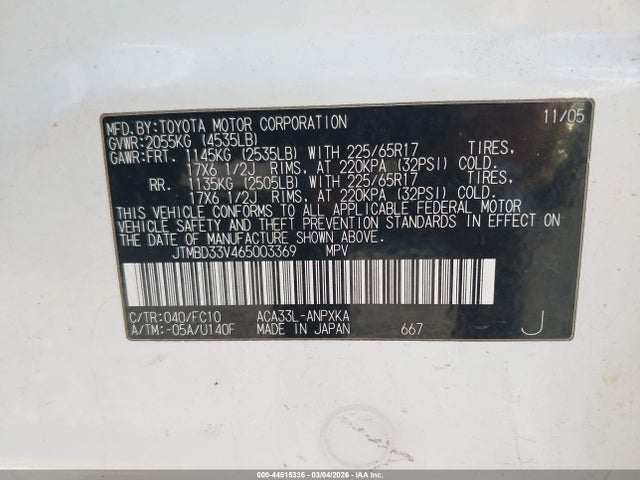 MFD.BY:TOYOTA MOTOR CORPORATION 11/05
GVWR:2055KG (4535LB)
GAWR:FRT. 1145KG (2535LB) WITH 225/65R17 TIRES,
17X6 1/2J RIMS, AT 220KPA (32PSI) COLD.
RR. 1135KG (2505LB) WITH 225/65R17 TIRES,
17X6 1/2J RIMS, AT 220KPA (32PSI) COLD.
THIS VEHICLE CONFORMS TO ALL APPLICABLE FEDERAL MOTOR
VEHICLE SAFETY AND THEFT PREVENTION STANDARDS IN EFFECT ON
THE DATE OF MANUFACTURE SHOWN ABOVE.
JTMBD33V465003369 MPV
C/TR:040/FC10 ACA33L-ANPXKA
A/TM:-05A/U140F MADE IN JAPAN 667 J
000-44515336 - 03/04/2026 - IAA Inc.